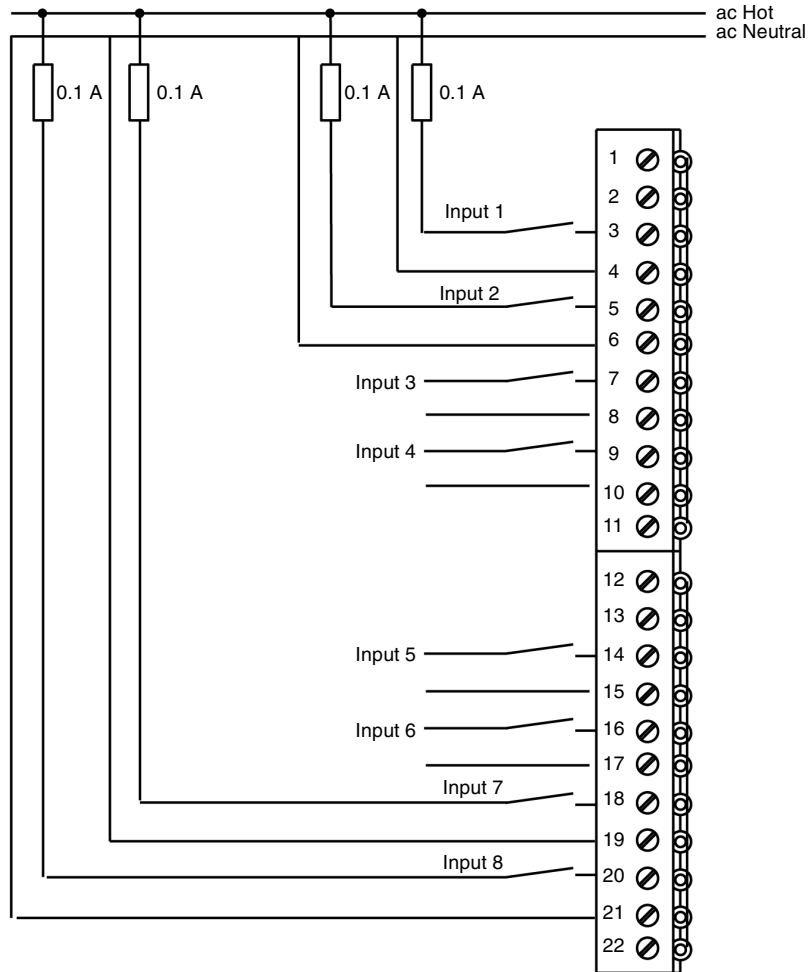 ac Hot
ac Neutral
0.1 A
0.1 A
0.1 A
0.1 A
1
2
Input 1
3
4
Input 2
5
6
Input 3
7
8
Input 4
9
10
11
12
13
Input 5
14
15
Input 6
16
17
Input 7
18
19
Input 8
20
21
22